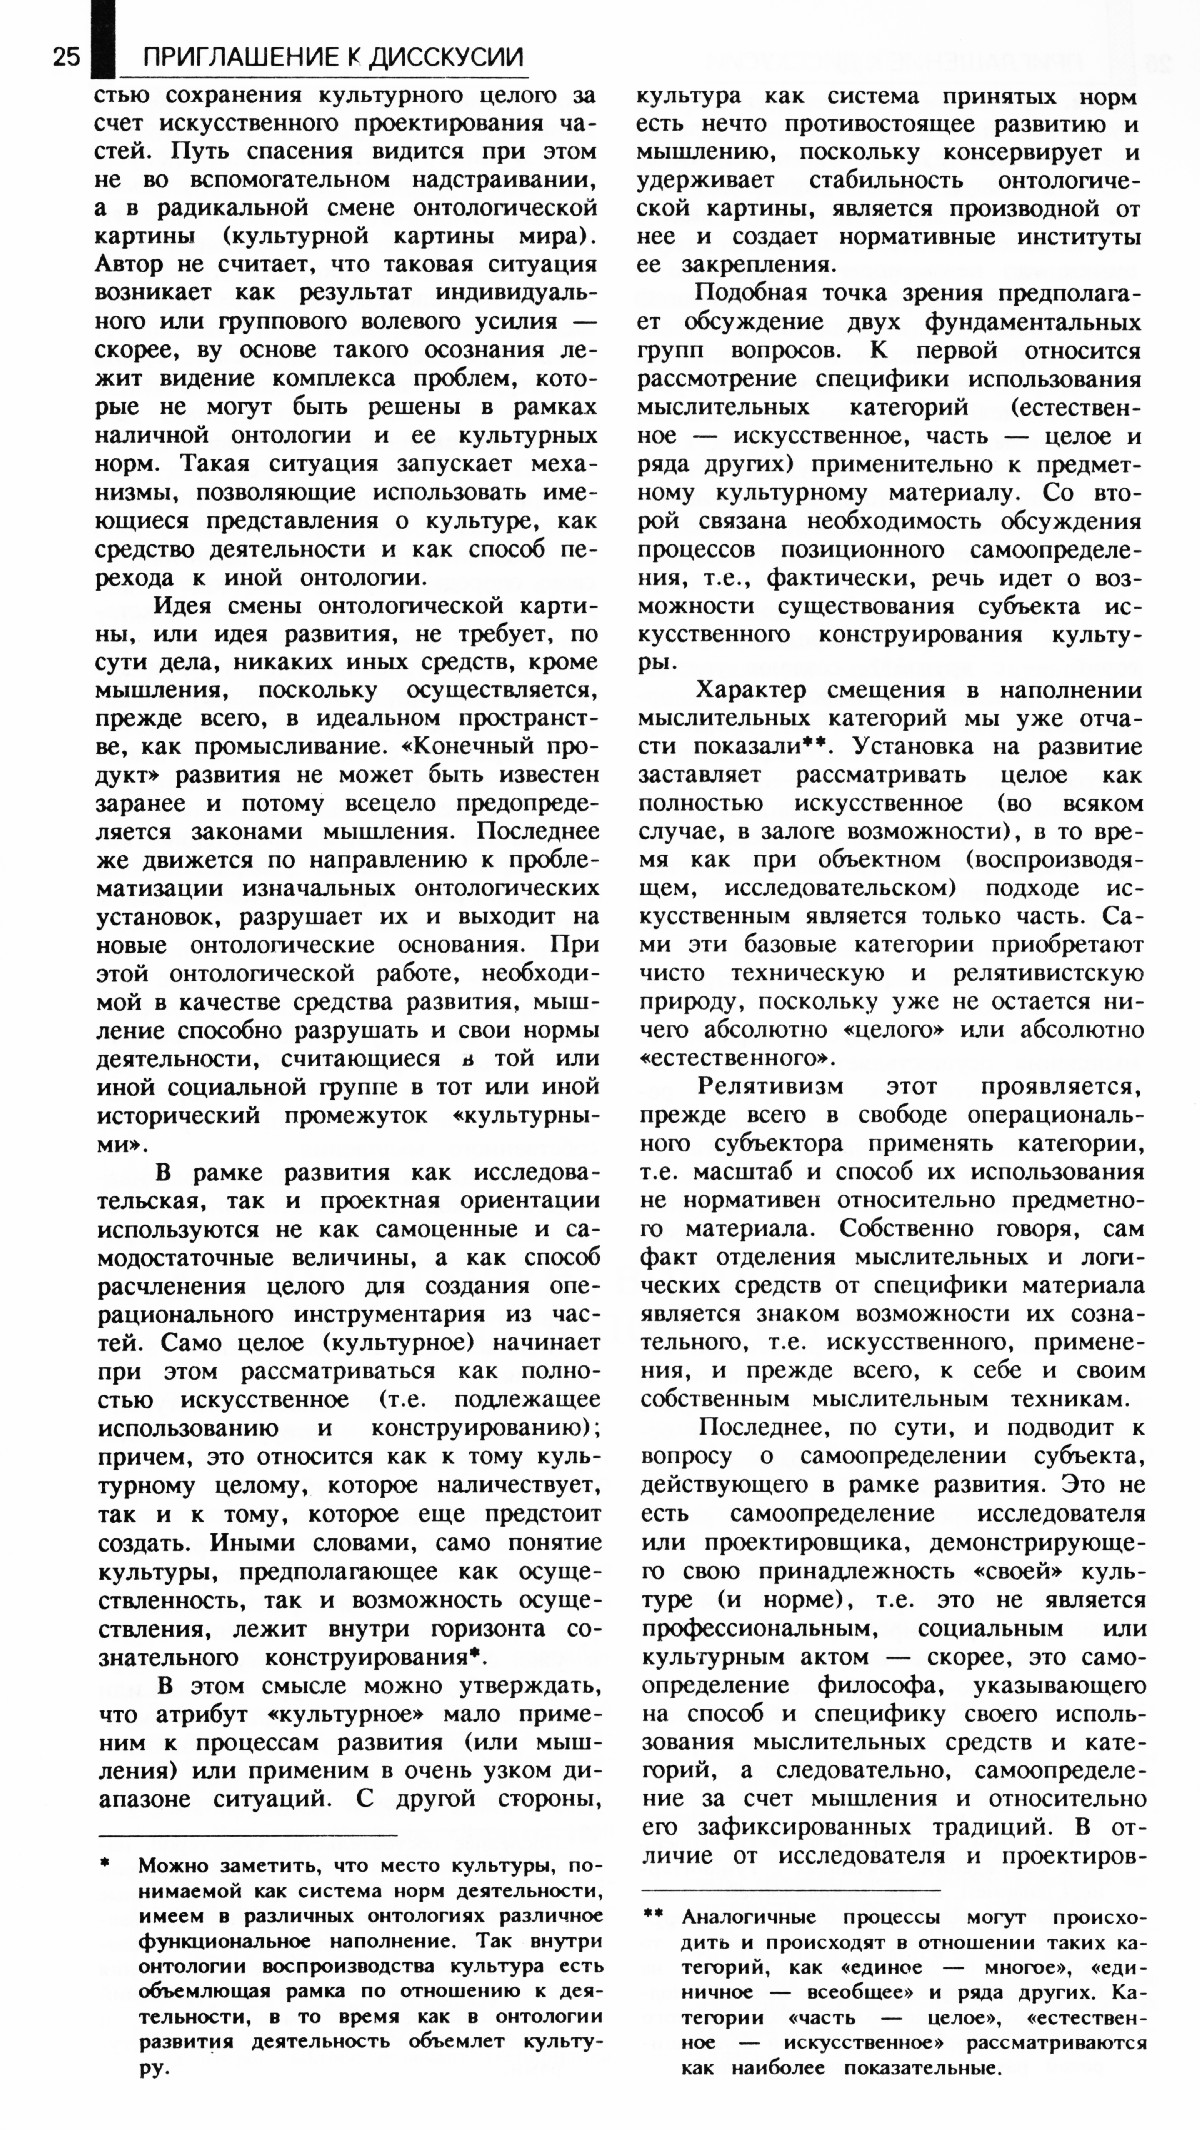 25
ПРИГЛАШЕНИЕ К ДИССКУСИИ
стью сохранения культурного целого за
счет искусственного проектирования ча-
стей. Путь спасения видится при этом
не во вспомогательном надстраивании,
а в радикальной смене онтологической
картины (культурной картины мира).
Автор не считает, что таковая ситуация
возникает как результат индивидуаль-
ного или группового волевого усилия —
скорее, ву основе такого осознания ле-
жит видение комплекса проблем, кото-
рые не могут быть решены в рамках
наличной онтологии и ее культурных
норм. Такая ситуация запускает меха-
низмы, позволяющие использовать име-
ющиеся представления о культуре, как
средство деятельности и как способ пе-
рехода к иной онтологии.
Идея смены онтологической карти-
ны, или идея развития, не требует, по
сути дела, никаких иных средств, кроме
мышления, поскольку осуществляется,
прежде всего, в идеальном пространст-
ве, как промысливание. «Конечный про-
дукт» развития не может быть известен
заранее и потому всецело предопреде-
ляется законами мышления. Последнее
же движется по направлению к пробле-
матизации изначальных онтологических
установок, разрушает их и выходит на
новые онтологические основания. При
этой онтологической работе, необходи-
мой в качестве средства развития, мыш-
ление способно разрушать и свои нормы
деятельности, считающиеся в той или
иной социальной группе в тот или иной
исторический промежуток «культурны-
ми».
В рамке развития как исследова-
тельская, так и проектная ориентации
используются не как самоценные и са-
модостаточные величины, а как способ
расчленения целого для создания опе-
рационального инструментария из час-
тей. Само целое (культурное) начинает
при этом рассматриваться как полно-
стью искусственное (т.е. подлежащее
использованию и конструированию);
причем, это относится как к тому куль-
турному целому, которое наличествует,
так и к тому, которое еще предстоит
создать. Иными словами, само понятие
культуры, предполагающее как осуще-
ствленность, так и возможность осуще-
ствления, лежит внутри горизонта со-
знательного конструирования*.
В этом смысле можно утверждать,
что атрибут «культурное» мало приме-
ним к процессам развития (или мыш-
ления) или применим в очень узком ди-
апазоне ситуаций. С другой стороны,
* Можно заметить, что место культуры, по-
нимаемой как система норм деятельности,
имеем в различных онтологиях различное
функциональное наполнение. Так внутри
онтологии воспроизводства культура есть
объемлющая рамка по отношению к дея-
тельности, в то время как в онтологии
развития деятельность объемлет культу-
ру.
культура как система принятых норм
есть нечто противостоящее развитию и
мышлению, поскольку консервирует и
удерживает стабильность онтологиче-
ской картины, является производной от
нее и создает нормативные институты
ее закрепления.
Подобная точка зрения предполага-
ет обсуждение двух фундаментальных
групп вопросов. К первой относится
рассмотрение специфики использования
мыслительных категорий (естествен-
ное — искусственное, часть — целое и
ряда других) применительно к предмет-
ному культурному материалу. Со вто-
рой связана необходимость обсуждения
процессов позиционного самоопределе-
ния, т.е., фактически, речь идет о воз-
можности существования субъекта ис-
кусственного конструирования культу-
ры.
Характер смещения в наполнении
мыслительных категорий мы уже отча-
сти показали**. Установка на развитие
заставляет рассматривать целое как
полностью искусственное (во всяком
случае, в залоге возможности), в то вре-
мя как при объектном (воспроизводя-
щем, исследовательском) подходе ис-
кусственным является только часть. Са-
ми эти базовые категории приобретают
чисто техническую и релятивистскую
природу, поскольку уже не остается ни-
чего абсолютно «целого» или абсолютно
«естественного».
Релятивизм этот проявляется,
прежде всего в свободе операциональ-
ного субъектора применять категории,
т.е. масштаб и способ их использования
не нормативен относительно предметно-
го материала. Собственно говоря, сам
факт отделения мыслительных и логи-
ческих средств от специфики материала
является знаком возможности их созна-
тельного, т.е. искусственного, примене-
ния, и прежде всего, к себе и своим
собственным мыслительным техникам.
Последнее, по сути, и подводит к
вопросу о самоопределении субъекта,
действующего в рамке развития. Это не
есть самоопределение исследователя
или проектировщика, демонстрирующе-
го свою принадлежность «своей» куль-
туре (и норме), т.е. это не является
профессиональным, социальным или
культурным актом — скорее, это само-
определение философа, указывающего
на способ и специфику своего исполь-
зования мыслительных средств и кате-
горий, а следовательно, самоопределе-
ние за счет мышления и относительно
его зафиксированных традиций. В от-
личие от исследователя и проектиров-
** Аналогичные процессы могут происхо-
дить и происходят в отношении таких ка-
тегорий, как «единое — многое», «еди-
ничное — всеобщее» и ряда других. Ка-
тегории «часть — целое», «естествен-
ное — искусственное» рассматриваются
как наиболее показательные.